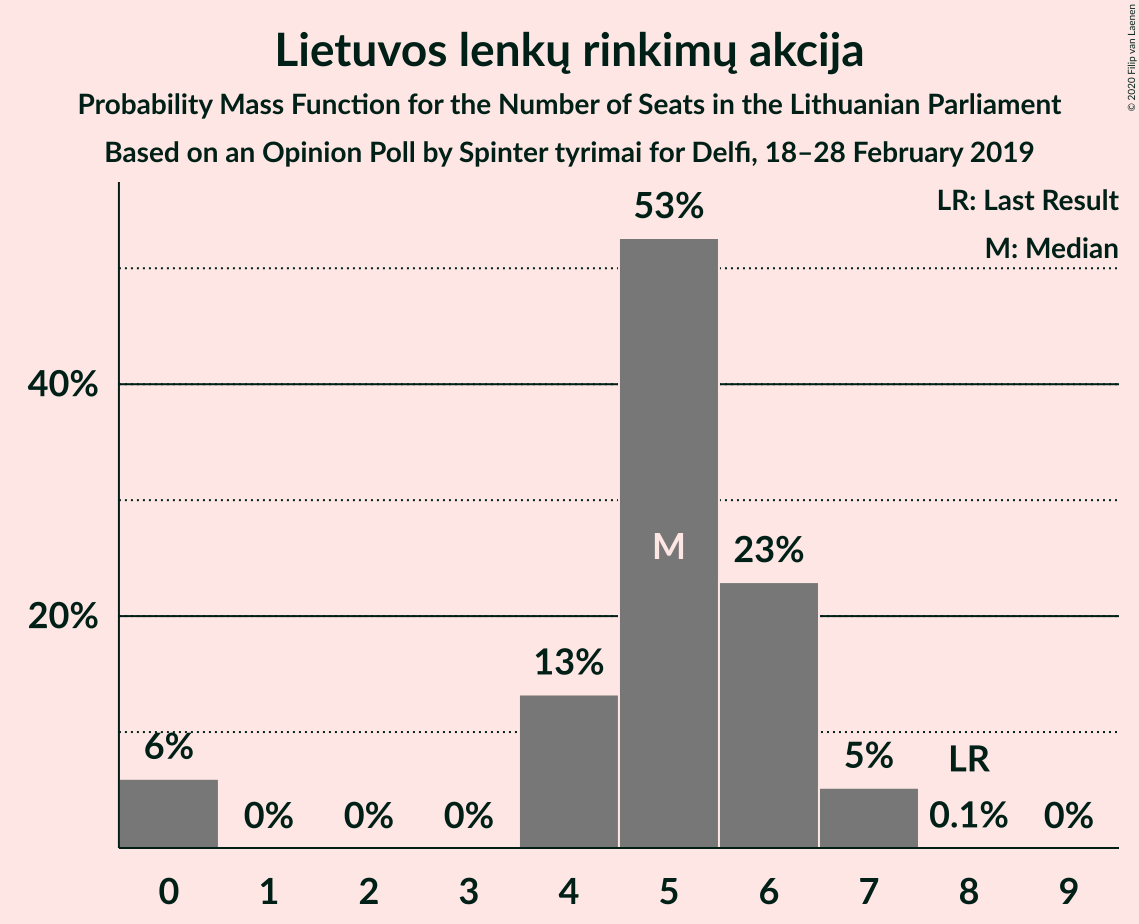 Lietuvos lenkų rinkimų akcija
Probability Mass Function for the Number of Seats in the Lithuanian Parliament
Based on an Opinion Poll by Spinter tyrimai for Delfi, 18–28 February 2019
© 2020 Filip van Laenen
LR: Last Result
M: Median
53%
40%
M
23%
20%
13%
6%
5%
LR
0% 0% 0% 0.1% 0%
0 1 2 3 4 5 6 7 8 9